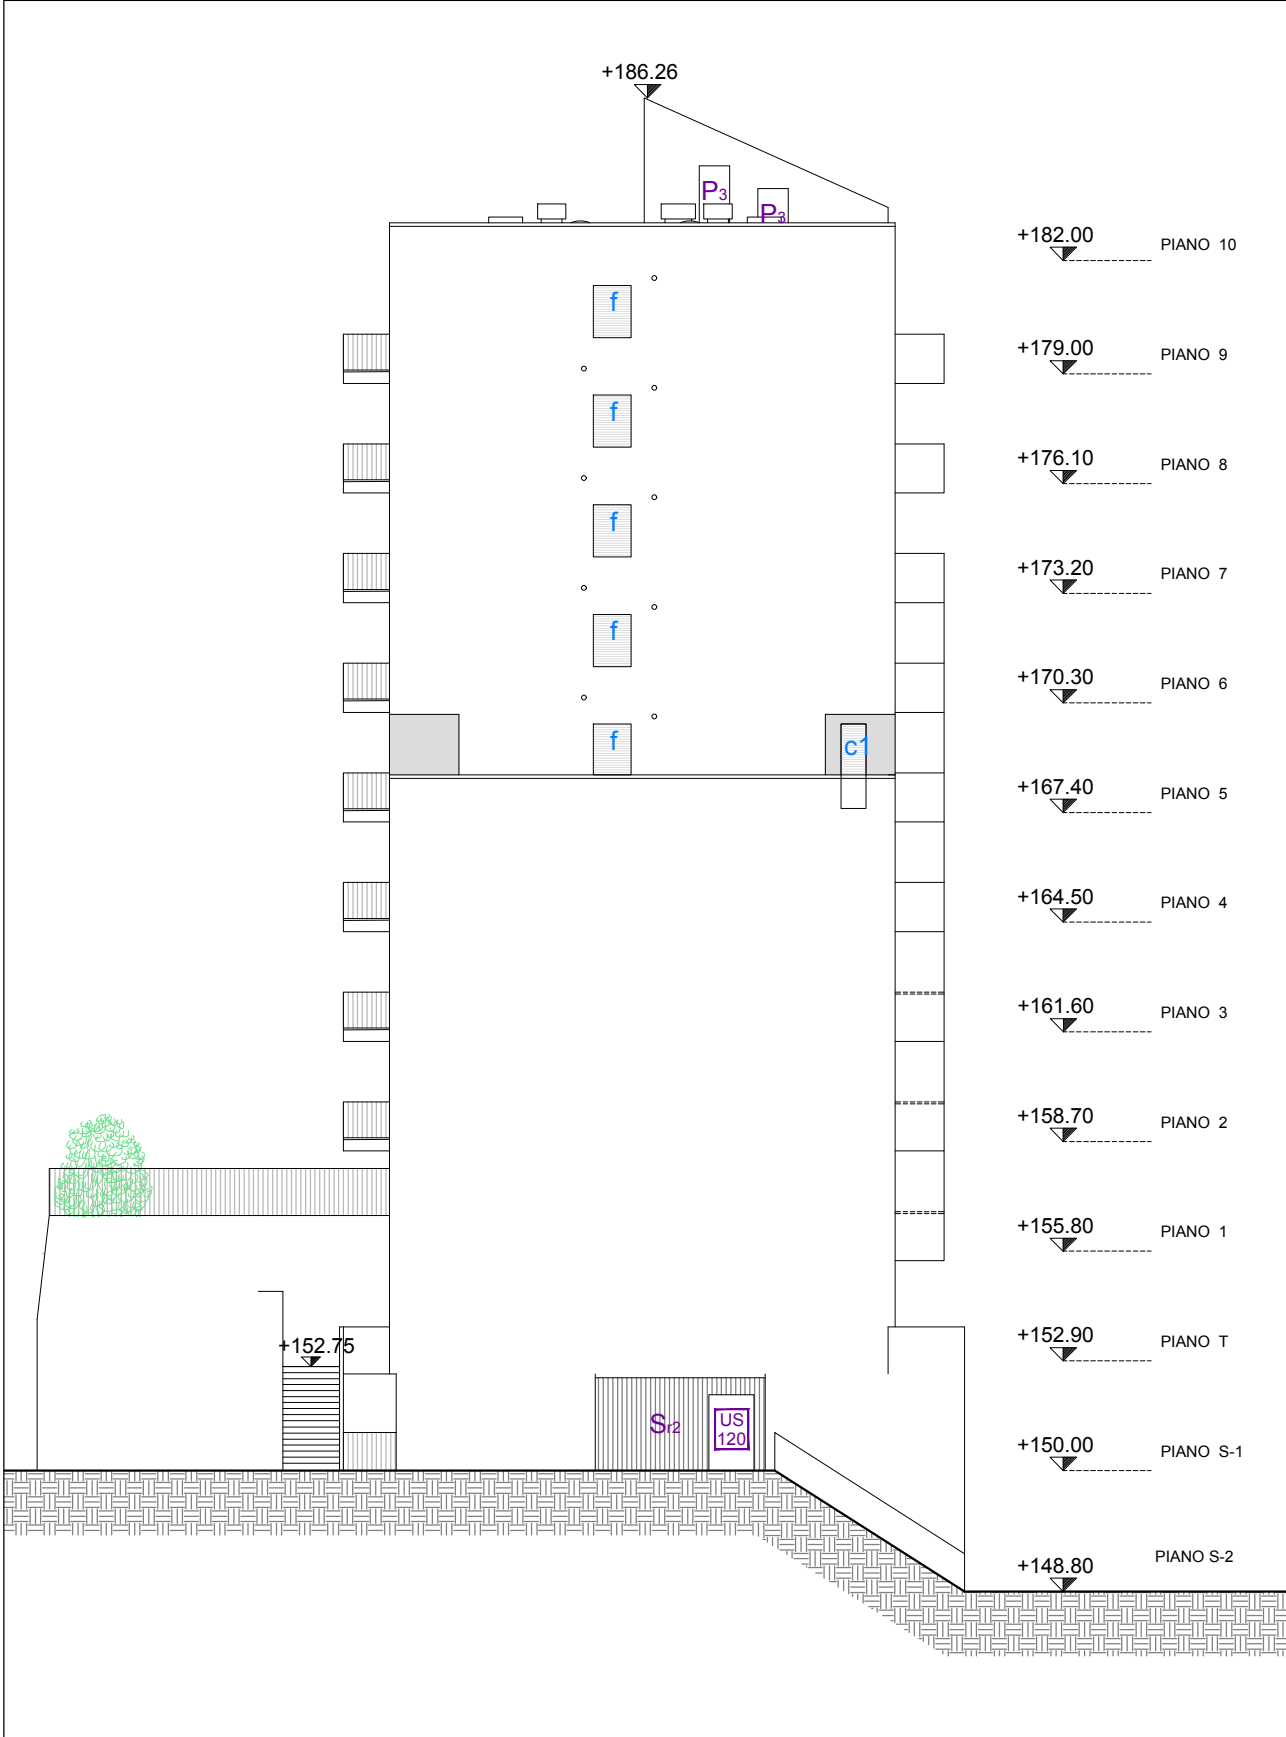 +186.26
P3
P3
+182.00 PIANO 10
f
+179.00 PIANO 9
f
+176.10 PIANO 8
f
+173.20 PIANO 7
f
+170.30 PIANO 6
f
c1
+167.40 PIANO 5
+164.50 PIANO 4
+161.60 PIANO 3
+158.70 PIANO 2
+155.80 PIANO 1
+152.75
+152.90 PIANO T
Sr2
US
120
+150.00 PIANO S-1
+148.80 PIANO S-2